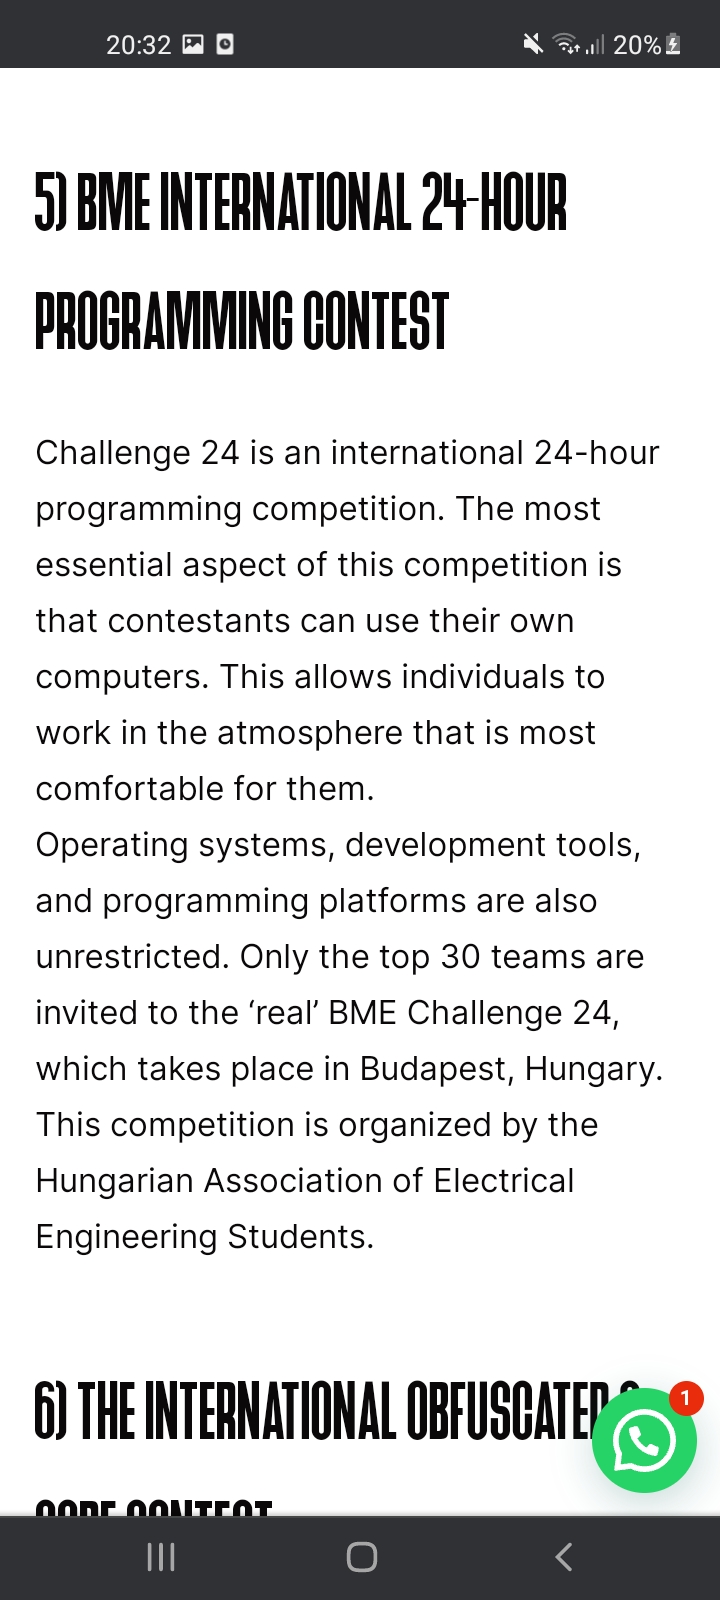 20:32
20%
5) BME INTERNATIONAL 24-HOUR
PROGRAMMING CONTEST
Challenge 24 is an international 24-hour
programming competition. The most
essential aspect of this competition is
that contestants can use their own
computers. This allows individuals to
work in the atmosphere that is most
comfortable for them.
Operating systems, development tools,
and programming platforms are also
unrestricted. Only the top 30 teams are
invited to the ‘real’ BME Challenge 24,
which takes place in Budapest, Hungary.
This competition is organized by the
Hungarian Association of Electrical
Engineering Students.
6) THE INTERNATIONAL OBFUSCATED
1
CODE CONTEST